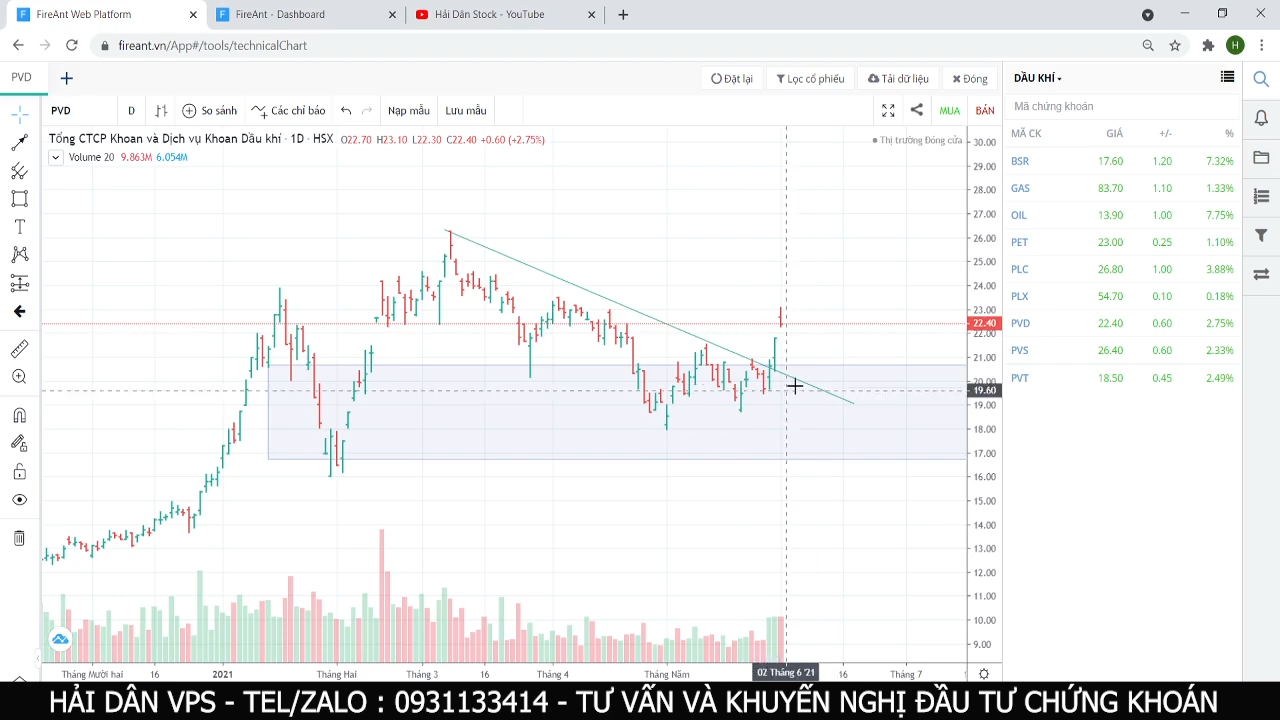 FireAnt Web Platform
FireAnt - Dashboard
Hải Dân Stock - YouTube
fireant.vn/App#/tools/technicalChart
H
PVD
Đặt lại
Lọc cổ phiếu
Tải dữ liệu
Đóng
PVD
D
So sánh
Các chỉ báo
Nạp mẫu
Lưu mẫu
MUA
BÁN
Tổng CTCP Khoan và Dịch vụ Khoan Dầu khí · 1D · HSX O22.70 H23.10 L22.30 C22.40 +0.60 (+2.75%)
Thị trường Đóng cửa
Volume 20 9.863M 6.054M
30.00
29.00
28.00
27.00
26.00
25.00
24.00
23.00
22.40
22.00
21.00
20.00
19.60
19.00
18.00
17.00
16.00
15.00
14.00
13.00
12.00
11.00
10.00
9.00
Tháng Mười hai
16
2021
Tháng Hai
Tháng 3
16
Tháng 4
Tháng Năm
02 Tháng 6 '21
16
Tháng 7
DẦU KHÍ
Mã chứng khoán
MÃ CK GIÁ +/- %
BSR 17.60 1.20 7.32%
GAS 83.70 1.10 1.33%
OIL 13.90 1.00 7.75%
PET 23.00 0.25 1.10%
PLC 26.80 1.00 3.88%
PLX 54.70 0.10 0.18%
PVD 22.40 0.60 2.75%
PVS 26.40 0.60 2.33%
PVT 18.50 0.45 2.49%
HẢI DÂN VPS - TEL/ZALO : 0931133414 - TƯ VẤN VÀ KHUYẾN NGHỊ ĐẦU TƯ CHỨNG KHOÁN